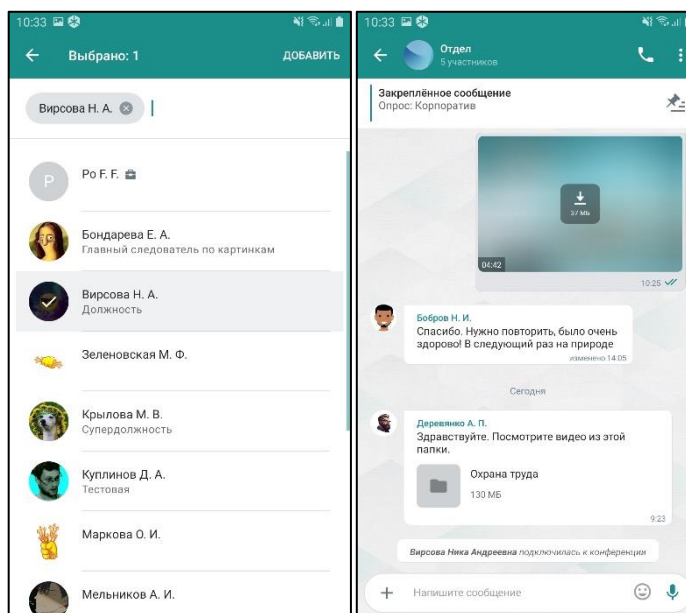 10:33
Выбрано: 1
ДОБАВИТЬ
Вирсова Н. А.
P
Po F. F.
Бондарева Е. А.
Главный следователь по картинкам
Вирсова Н. А.
Должность
Зеленовская М. Ф.
Крылова М. В.
Супердолжность
Куплинов Д. А.
Тестовая
Маркова О. И.
Мельников А. И.
10:33
Отдел
5 участников
Закреплённое сообщение
Опрос: Корпоратив
37 МБ
04:42
10:25
Бобров Н. И.
Спасибо. Нужно повторить, было очень
здорово! В следующий раз на природе
изменено 14:05
Сегодня
Деревянко А. П.
Здравствуйте. Посмотрите видео из этой
папки.
Охрана труда
130 МБ
9:23
Вирсова Ника Андреевна подключилась к конференции
Напишите сообщение